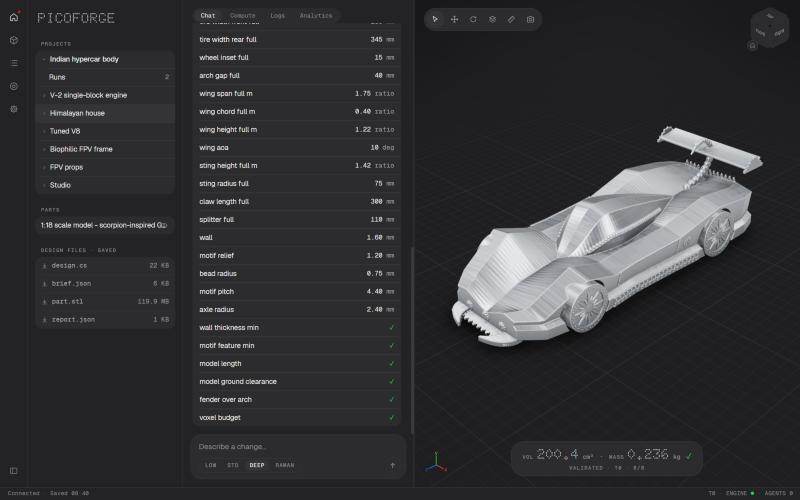 PICOFORGE
PROJECTS
Indian hypercar body
Runs 2
V-2 single-block engine
Himalayan house
Tuned V8
Biophilic FPV frame
FPV props
Studio
PARTS
1:18 scale model - scorpion-inspired
DESIGN FILES · SAVED
design.cs 22 KB
brief.json 6 KB
part.stl 119.9 MB
report.json 1 KB
Chat Compute Logs Analytics
tire width rear full 345 mm
wheel inset full 15 mm
arch gap full 40 mm
wing span full m 1.75 ratio
wing chord full m 0.40 ratio
wing height full m 1.22 ratio
wing aoa 10 deg
sting height full m 1.42 ratio
sting radius full 75 mm
claw length full 300 mm
splitter full 110 mm
wall 1.60 mm
motif relief 1.20 mm
bead radius 0.75 mm
motif pitch 4.40 mm
axle radius 2.40 mm
wall thickness min ✓
motif feature min ✓
model length ✓
model ground clearance ✓
fender over arch ✓
voxel budget ✓
Describe a change…
LOW STD DEEP RAMAN
VOL 200.4 cm³ · MASS 0.236 kg ✓
VALIDATED · T0 · 8/8
Connected Saved 08:40
T0 · ENGINE · AGENTS 8